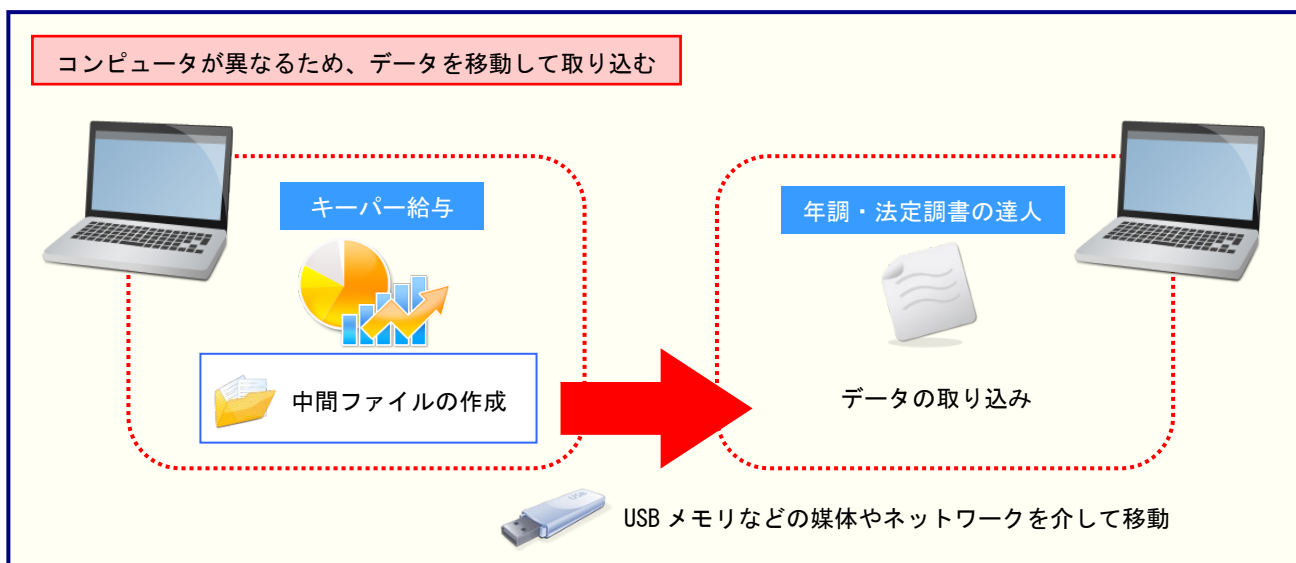 コンピュータが異なるため、データを移動して取り込む
キーパー給与
年調・法定調書の達人
中間ファイルの作成
データの取り込み
USB
USB メモリなどの媒体やネットワークを介して移動